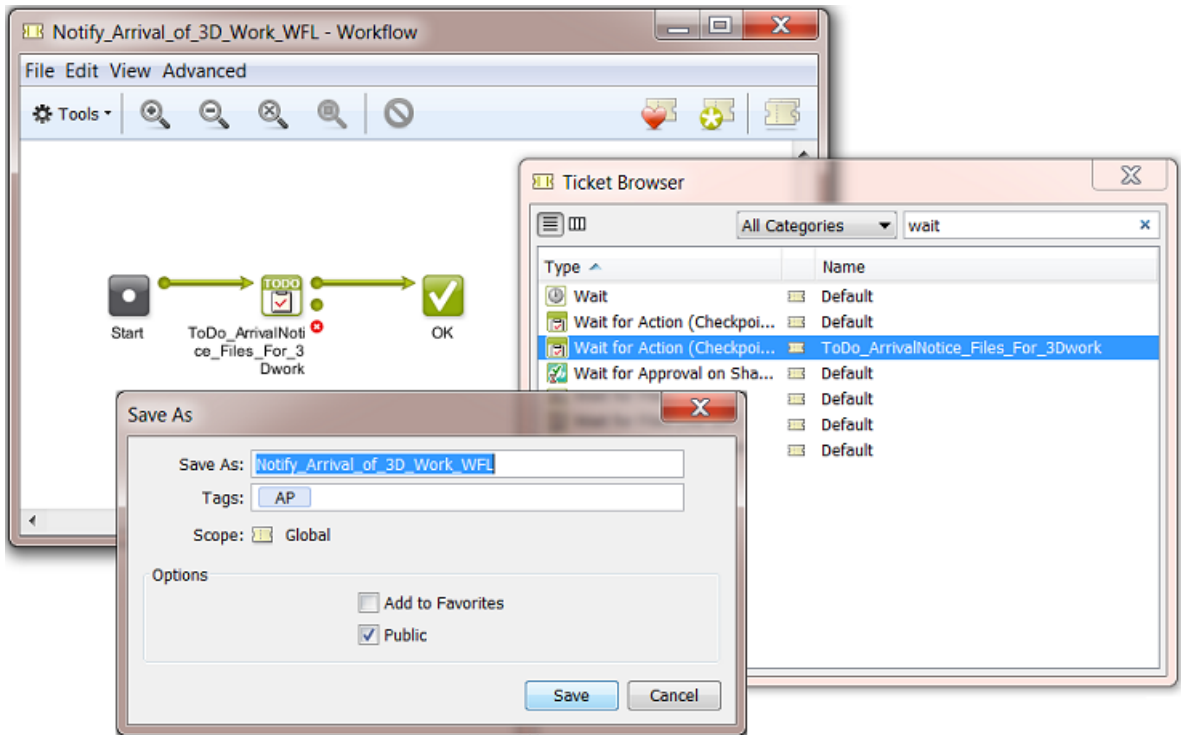 Notify_Arrival_of_3D_Work_WFL - Workflow
File Edit View Advanced
Tools
Start
TODO
ToDo_ArrivalNoti
ce_Files_For_3
Dwork
OK
Ticket Browser
All Categories
wait
Type
Name
Wait
Default
Wait for Action (Checkpoi...
Default
Wait for Action (Checkpoi...
ToDo_ArrivalNotice_Files_For_3Dwork
Wait for Approval on Sha...
Default
Default
Default
Default
Save As
Save As:
Notify_Arrival_of_3D_Work_WFL
Tags:
AP
Scope:
Global
Options
Add to Favorites
Public
Save
Cancel